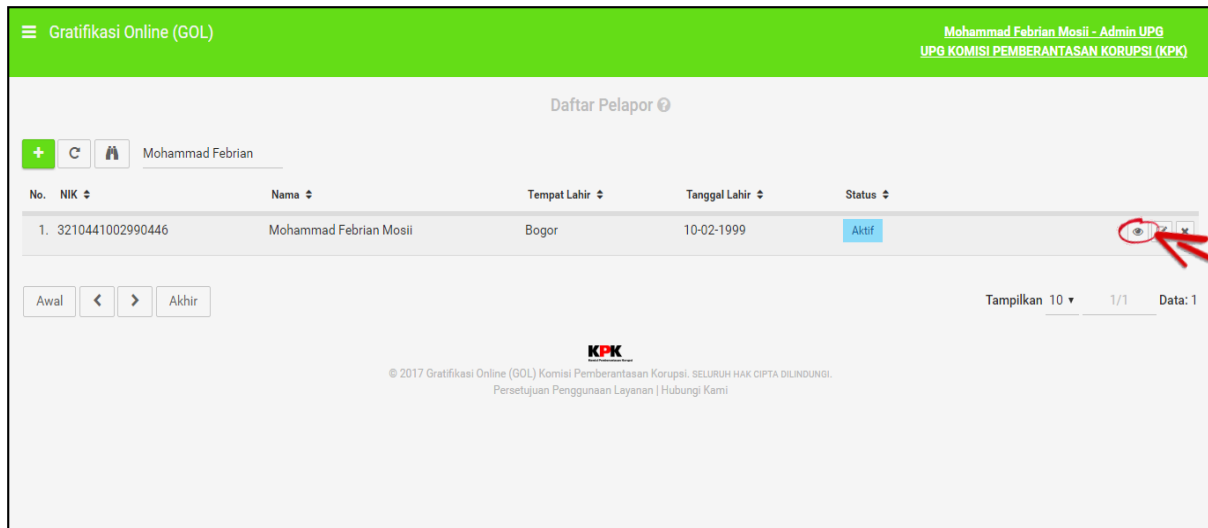 Gratifikasi Online (GOL)
Mohammad Febrian Mosii - Admin UPG
UPG KOMISI PEMBERANTASAN KORUPSI (KPK)
Daftar Pelapor
Mohammad Febrian
No. NIK Nama Tempat Lahir Tanggal Lahir Status
1. 3210441002990446 Mohammad Febrian Mosii Bogor 10-02-1999 Aktif
Awal Akhir Tampilkan 10 1/1 Data: 1
KPK
© 2017 Gratifikasi Online (GOL) Komisi Pemberantasan Korupsi. SELURUH HAK CIPTA DILINDUNGI.
Persetujuan Penggunaan Layanan | Hubungi Kami